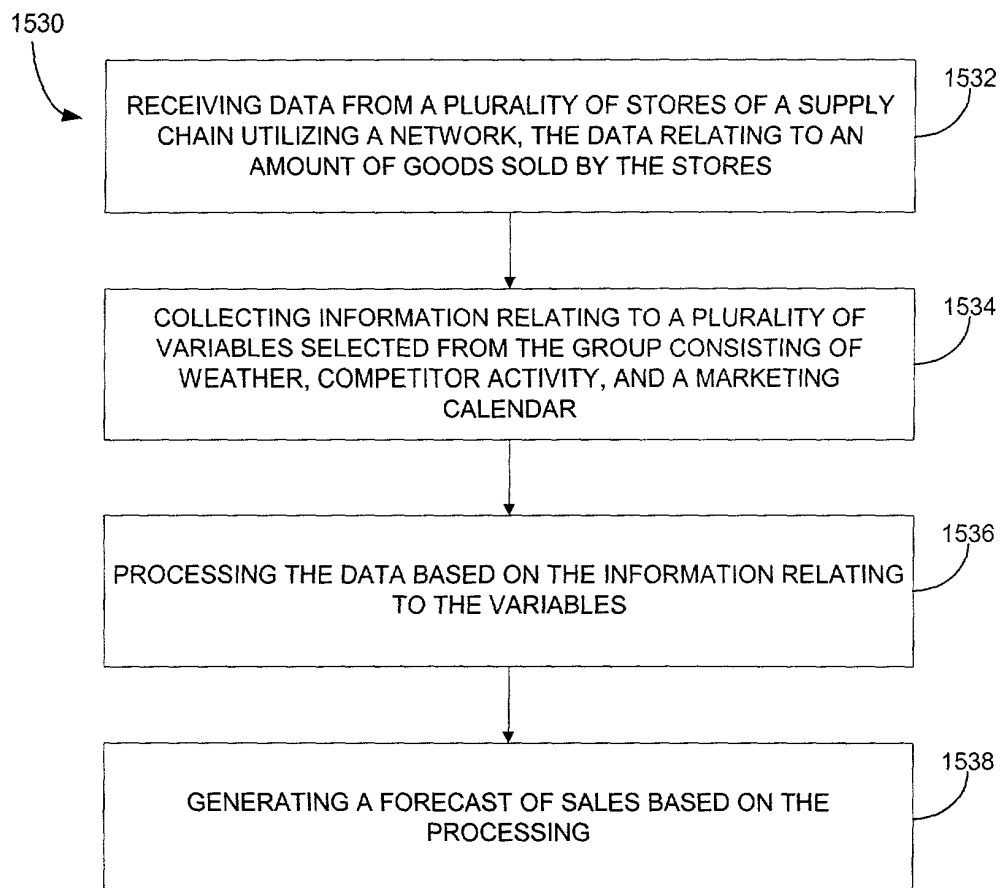 1530
1532
RECEIVING DATA FROM A PLURALITY OF STORES OF A SUPPLY
CHAIN UTILIZING A NETWORK, THE DATA RELATING TO AN
AMOUNT OF GOODS SOLD BY THE STORES
1534
COLLECTING INFORMATION RELATING TO A PLURALITY OF
VARIABLES SELECTED FROM THE GROUP CONSISTING OF
WEATHER, COMPETITOR ACTIVITY, AND A MARKETING
CALENDAR
1536
PROCESSING THE DATA BASED ON THE INFORMATION RELATING
TO THE VARIABLES
1538
GENERATING A FORECAST OF SALES BASED ON THE
PROCESSING